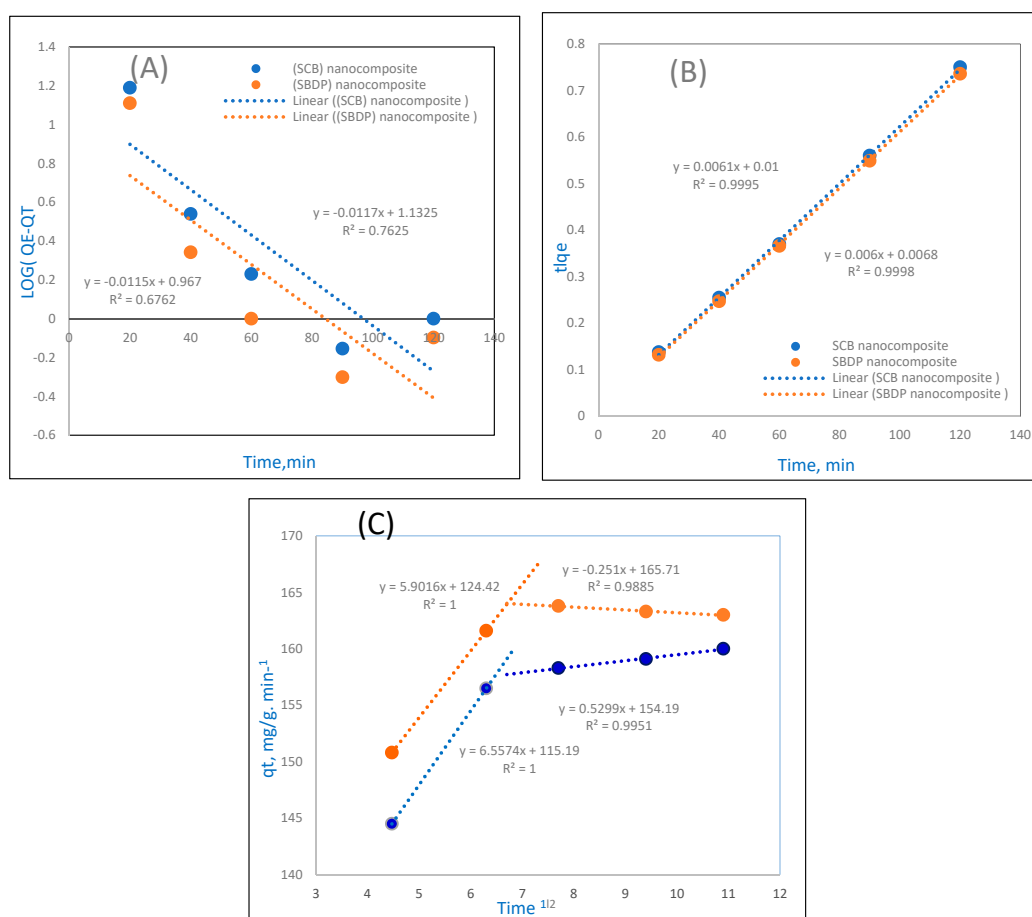 (A)
(SCB) nanocomposite
(SBDP) nanocomposite
Linear ((SCB) nanocomposite )
Linear ((SBDP) nanocomposite )
1.4
1.2
1
0.8
0.6
0.4
0.2
0
-0.2
-0.4
-0.6
LOG( QE-QT
y = -0.0117x + 1.1325
R² = 0.7625
y = -0.0115x + 0.967
R² = 0.6762
0
20
40
60
80
100
120
140
Time,min
(B)
0.8
0.7
0.6
0.5
0.4
0.3
0.2
0.1
0
tlqe
y = 0.0061x + 0.01
R² = 0.9995
y = 0.006x + 0.0068
R² = 0.9998
SCB nanocomposite
SBDP nanocomposite
Linear (SCB nanocomposite )
Linear (SBDP nanocomposite )
0
20
40
60
80
100
120
140
Time, min
(C)
170
165
160
155
150
145
140
qt, mg/g. min-1
y = 5.9016x + 124.42
R² = 1
y = -0.251x + 165.71
R² = 0.9885
y = 0.5299x + 154.19
R² = 0.9951
y = 6.5574x + 115.19
R² = 1
3
4
5
6
7
8
9
10
11
12
Time 1l2